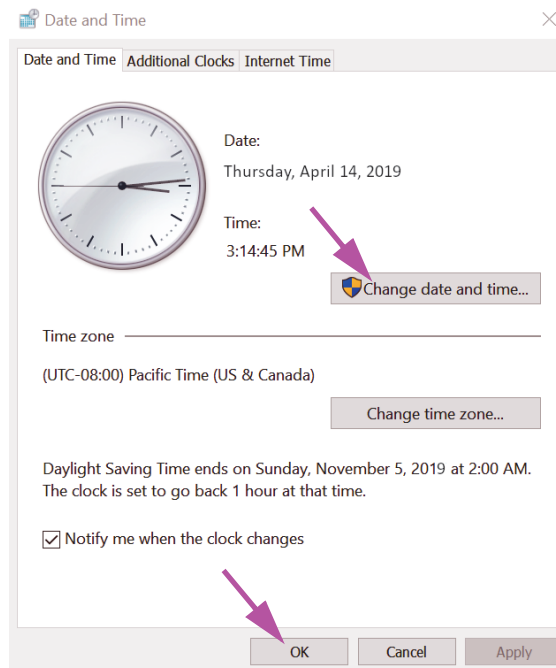 Date and Time
Date and Time Additional Clocks Internet Time
Date:
Thursday, April 14, 2019
Time:
3:14:45 PM
Change date and time...
Time zone
(UTC-08:00) Pacific Time (US & Canada)
Change time zone...
Daylight Saving Time ends on Sunday, November 5, 2019 at 2:00 AM.
The clock is set to go back 1 hour at that time.
Notify me when the clock changes
OK Cancel Apply